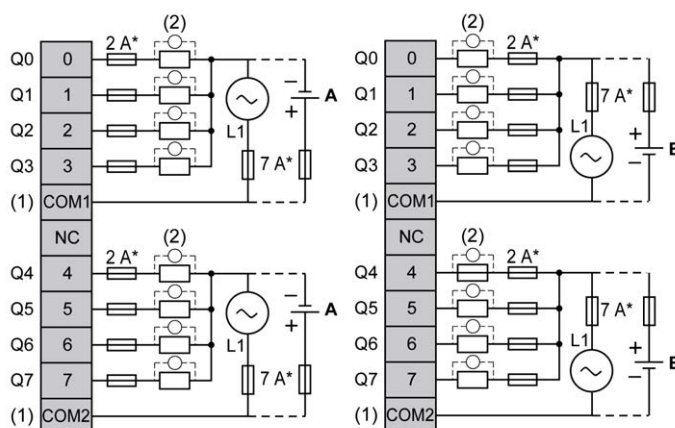 (2)
Q0 0 2 A*
Q1 1 − A
Q2 2 +
Q3 3 L1 7 A*
(1) COM1
NC
(2)
Q4 4 2 A*
Q5 5 − A
Q6 6 +
Q7 7 L1 7 A*
(1) COM2
(2)
Q0 0 2 A*
Q1 1 7 A*
Q2 2 L1 +
Q3 3 − B
(1) COM1
NC
(2)
Q4 4 2 A*
Q5 5 7 A*
Q6 6 L1 +
Q7 7 −
(1) COM2